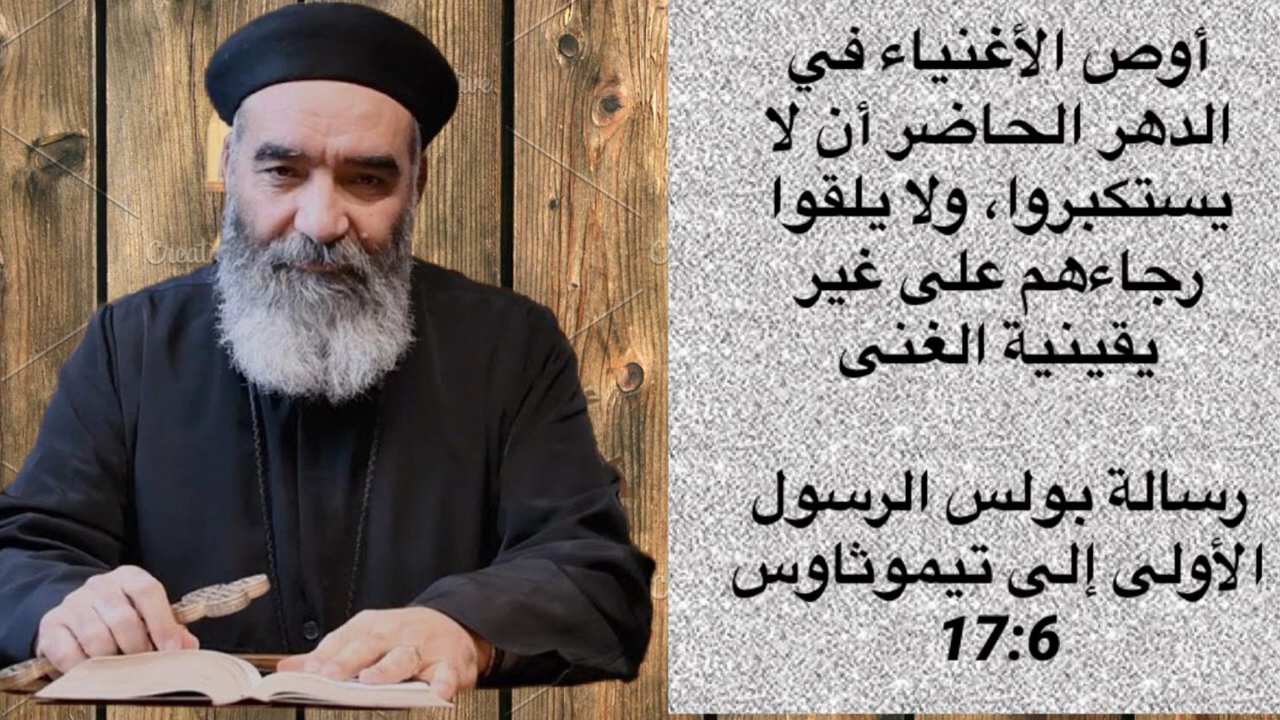 أوص الأغنياء في
الدهر الحاضر أن لا
يستكبروا، ولا يلقوا
رجاءهم على غير
يقينية الغنى
رسالة بولس الرسول
الأولى إلى تيموثاوس
17:6